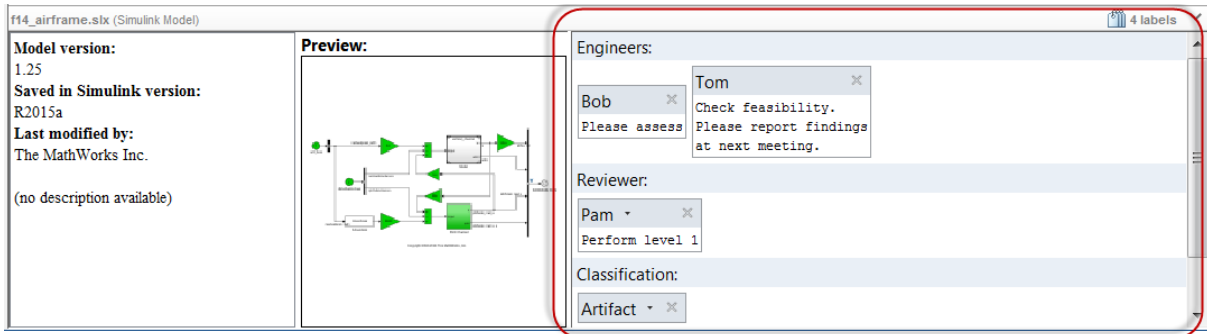 f14_airframe.slx (Simulink Model)
4 labels
Model version:
1.25
Saved in Simulink version:
R2015a
Last modified by:
The MathWorks Inc.
(no description available)
Preview:
Engineers:
Bob
Please assess
Tom
Check feasibility.
Please report findings
at next meeting.
Reviewer:
Pam
Perform level 1
Classification:
Artifact